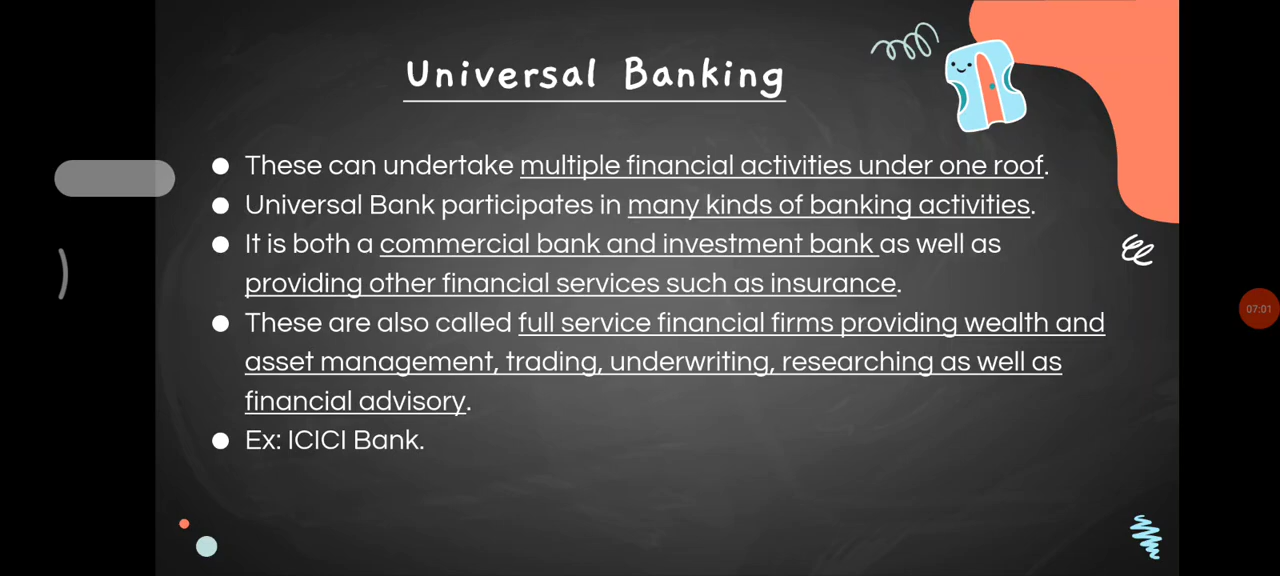 Universal Banking
These can undertake multiple financial activities under one roof.
Universal Bank participates in many kinds of banking activities.
It is both a commercial bank and investment bank as well as
providing other financial services such as insurance.
These are also called full service financial firms providing wealth and
asset management, trading, underwriting, researching as well as
financial advisory.
Ex: ICICI Bank.
07:01